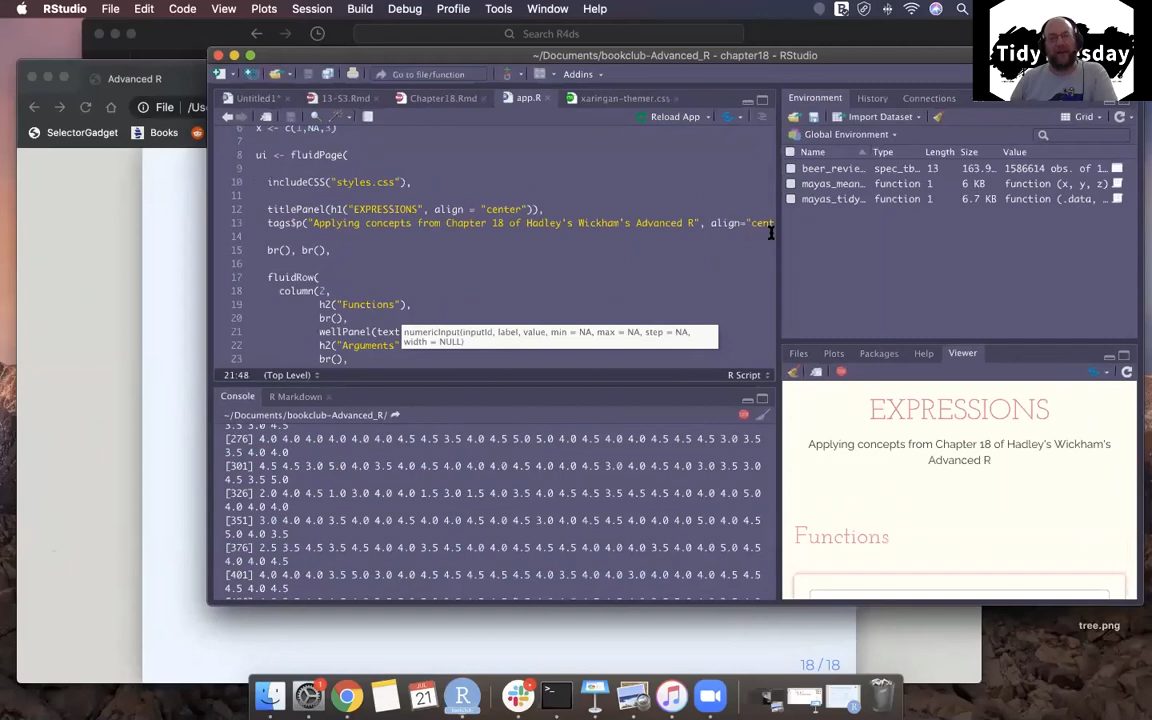 RStudio File Edit Code View Plots Session Build Debug Profile Tools Window Help
Search R4ds
Tidy
esday
~/Documents/bookclub-Advanced_R - chapter18 - RStudio
Go to file/function
Addins
Advanced R
File
SelectorGadget
Books
Untitled1*
13-S3.Rmd
Chapter18.Rmd
app.R
xaringan-themer.css
Reload App
6 x <- c(1,NA,3)
7
8 ui <- fluidPage(
9
10 includeCSS("styles.css"),
11
12 titlePanel(h1("EXPRESSIONS", align = "center")),
13 tags$p("Applying concepts from Chapter 18 of Hadley's Wickham's Advanced R", align="cent
14
15 br(), br(),
16
17 fluidRow(
18 column(2,
19 h2("Functions"),
20 br(),
21 wellPanel(text
22 h2("Arguments"
23 br(),
numericInput(inputId, label, value, min = NA, max = NA, step = NA,
width = NULL)
21:48
(Top Level)
R Script
Console
R Markdown
~/Documents/bookclub-Advanced_R/
3.5 3.0 4.5
[276] 4.0 4.0 4.0 4.0 4.0 4.0 4.5 4.5 3.5 4.0 4.5 5.0 5.0 4.0 4.0 4.5 4.0 4.0 4.5 4.5 3.0 3.5
3.5 4.0 4.0
[301] 4.5 4.5 3.0 5.0 4.0 3.5 4.0 4.0 4.0 4.5 4.0 4.0 4.5 4.0 3.0 4.0 4.0 4.0 4.0 3.0 3.5 3.0
4.5 3.5 5.0
[326] 2.0 4.0 4.5 1.0 3.0 4.0 4.0 1.5 3.0 1.5 4.0 3.5 4.0 4.5 3.5 4.5 4.5 4.0 4.0 4.0 4.0 5.0
4.0 4.0 4.0
[351] 3.0 4.0 4.0 3.5 4.0 4.5 4.0 4.0 4.5 4.0 4.5 3.0 4.0 4.5 4.0 4.5 4.0 4.0 5.0 4.0 4.5
5.0 4.0 3.5
[376] 2.5 3.5 4.5 3.5 4.5 4.0 4.0 3.5 4.0 4.0 4.0 4.5 4.0 4.5 3.5 4.0 4.5 4.0 4.0 5.0 4.0 4.5
4.0 4.0 4.5
[401] 4.0 4.0 4.0 3.5 5.0 3.0 4.0 4.5 4.5 4.5 4.5 4.0 4.0 4.0 4.0 3.0 4.0 4.0 4.0 4.0 4.5 4.5
4.5 4.0 4.5
Environment
History
Connections
Import Dataset
Grid
Global Environment
Name Type Length Size Value
beer_revie… spec_tb… 13 163.9… 1586614 obs. of 1…
mayas_mean… function 1 6 KB function (x, y, z)
mayas_tidy… function 1 6.7 KB function (.data, …
Files
Plots
Packages
Help
Viewer
EXPRESSIONS
Applying concepts from Chapter 18 of Hadley's Wickham's
Advanced R
Functions
tree.png
18 / 18
JUL
21